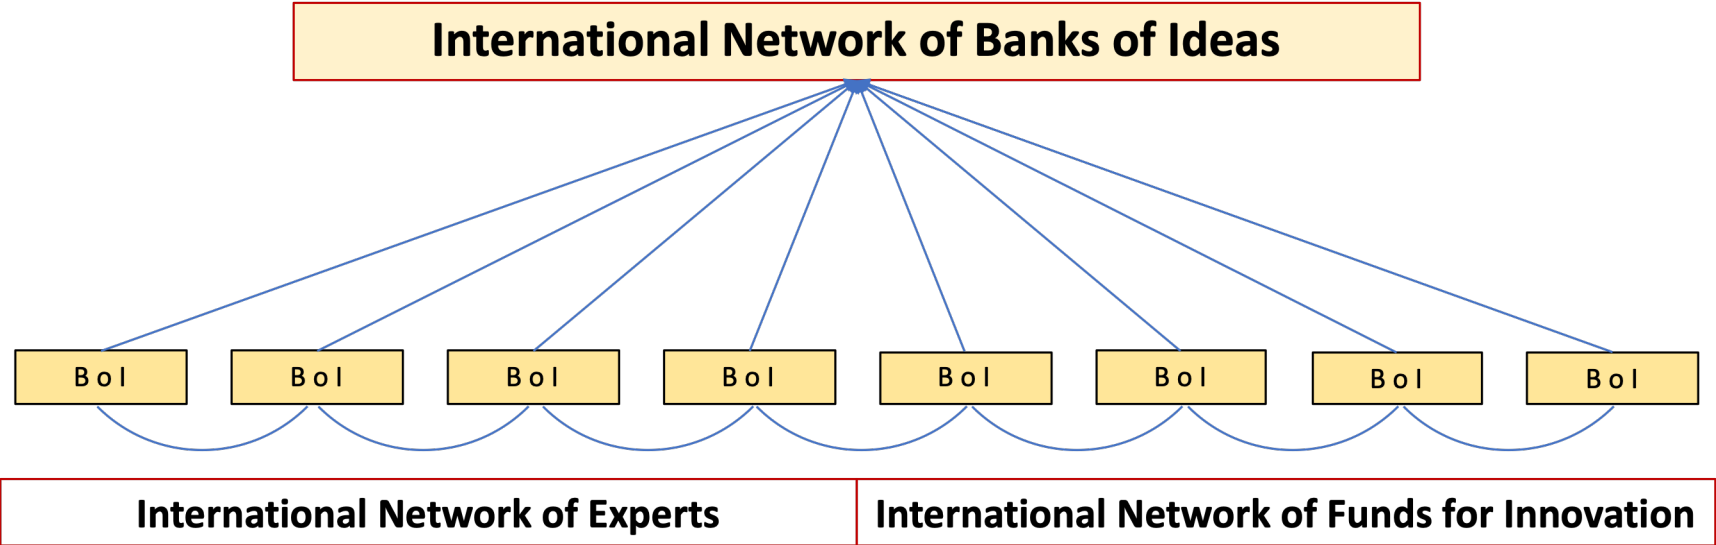 International Network of Banks of Ideas
B o I
B o I
B o I
B o I
B o I
B o I
B o I
B o I
International Network of Experts
International Network of Funds for Innovation